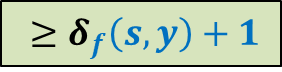 ≥ δ_f(s, y) + 1